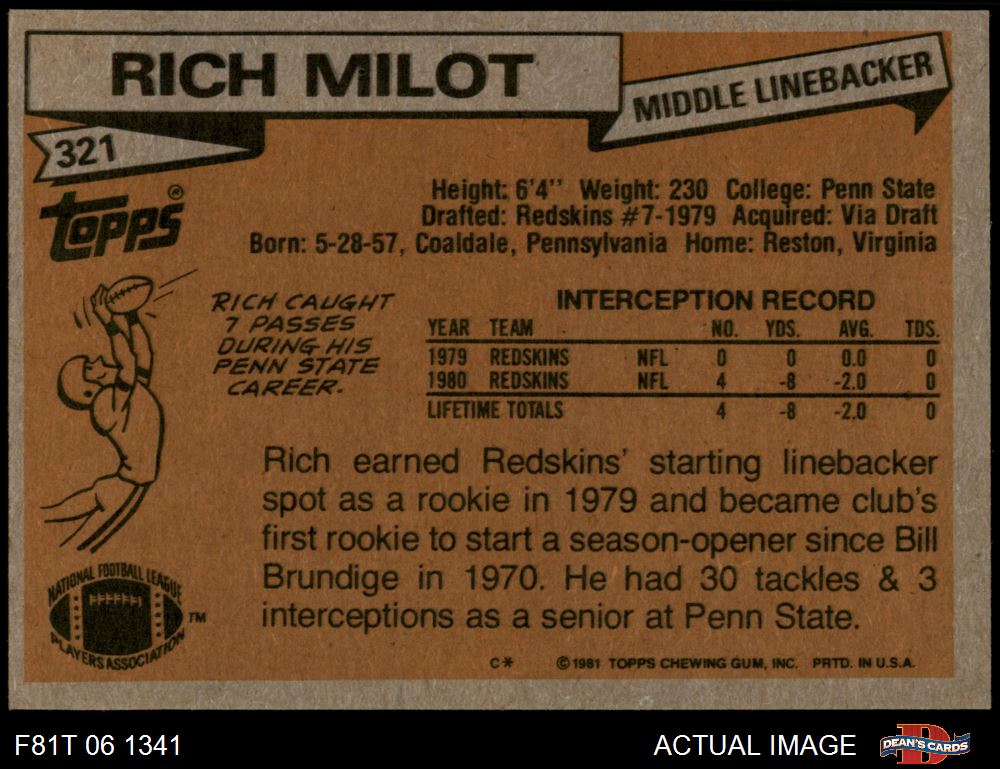 RICH MILOT
MIDDLE LINEBACKER
321
TOPPS®
Height: 6'4'' Weight: 230 College: Penn State
Drafted: Redskins #7-1979 Acquired: Via Draft
Born: 5-28-57, Coaldale, Pennsylvania Home: Reston, Virginia
RICH CAUGHT
7 PASSES
DURING HIS
PENN STATE
CAREER.
INTERCEPTION RECORD
YEAR TEAM NO. YDS. AVG. TDS.
1979 REDSKINS NFL 0 0 0.0 0
1980 REDSKINS NFL 4 -8 -2.0 0
LIFETIME TOTALS 4 -8 -2.0 0
Rich earned Redskins' starting linebacker
spot as a rookie in 1979 and became club's
first rookie to start a season-opener since Bill
Brundige in 1970. He had 30 tackles & 3
interceptions as a senior at Penn State.
NATIONAL FOOTBALL LEAGUE
PLAYERS ASSOCIATION
TM
C* ©1981 TOPPS CHEWING GUM, INC. PRTD. IN U.S.A.
F81T 06 1341
ACTUAL IMAGE
D
DEAN'S CARDS